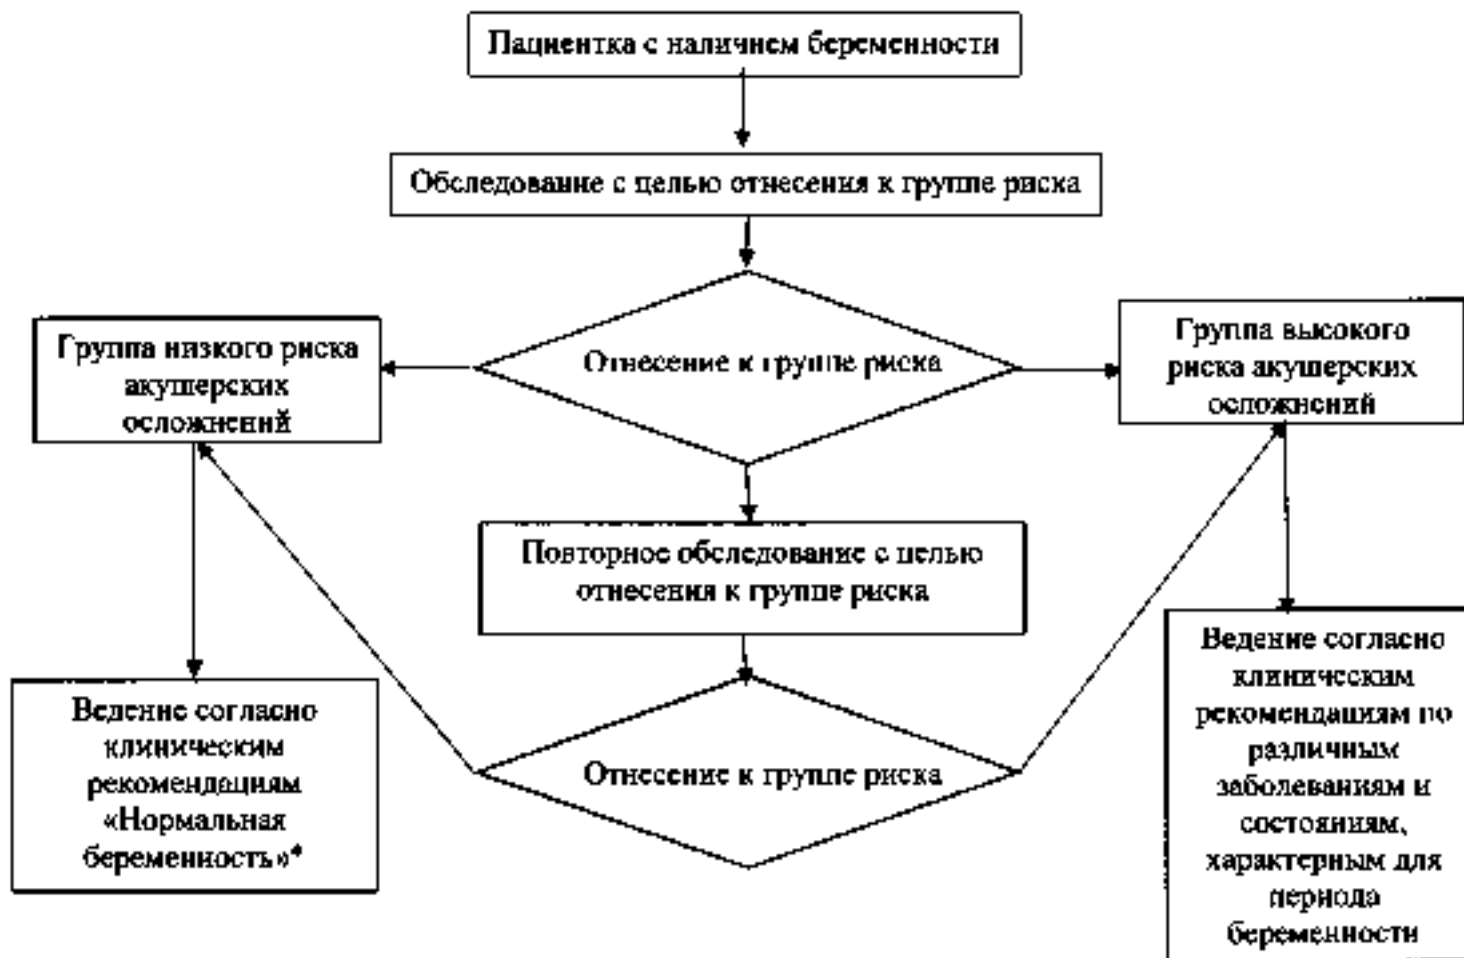 Пациентка с наличием беременности
Обследование с целью отнесения к группе риска
Отнесение к группе риска
Группа низкого риска
акушерских
осложнений
Группа высокого
риска акушерских
осложнений
Повторное обследование с целью
отнесения к группе риска
Отнесение к группе риска
Ведение согласно
клиническим
рекомендациям
«Нормальная
беременность»*
Ведение согласно
клиническим
рекомендациям по
различным
заболеваниям и
состояниям,
характерным для
периода
беременности